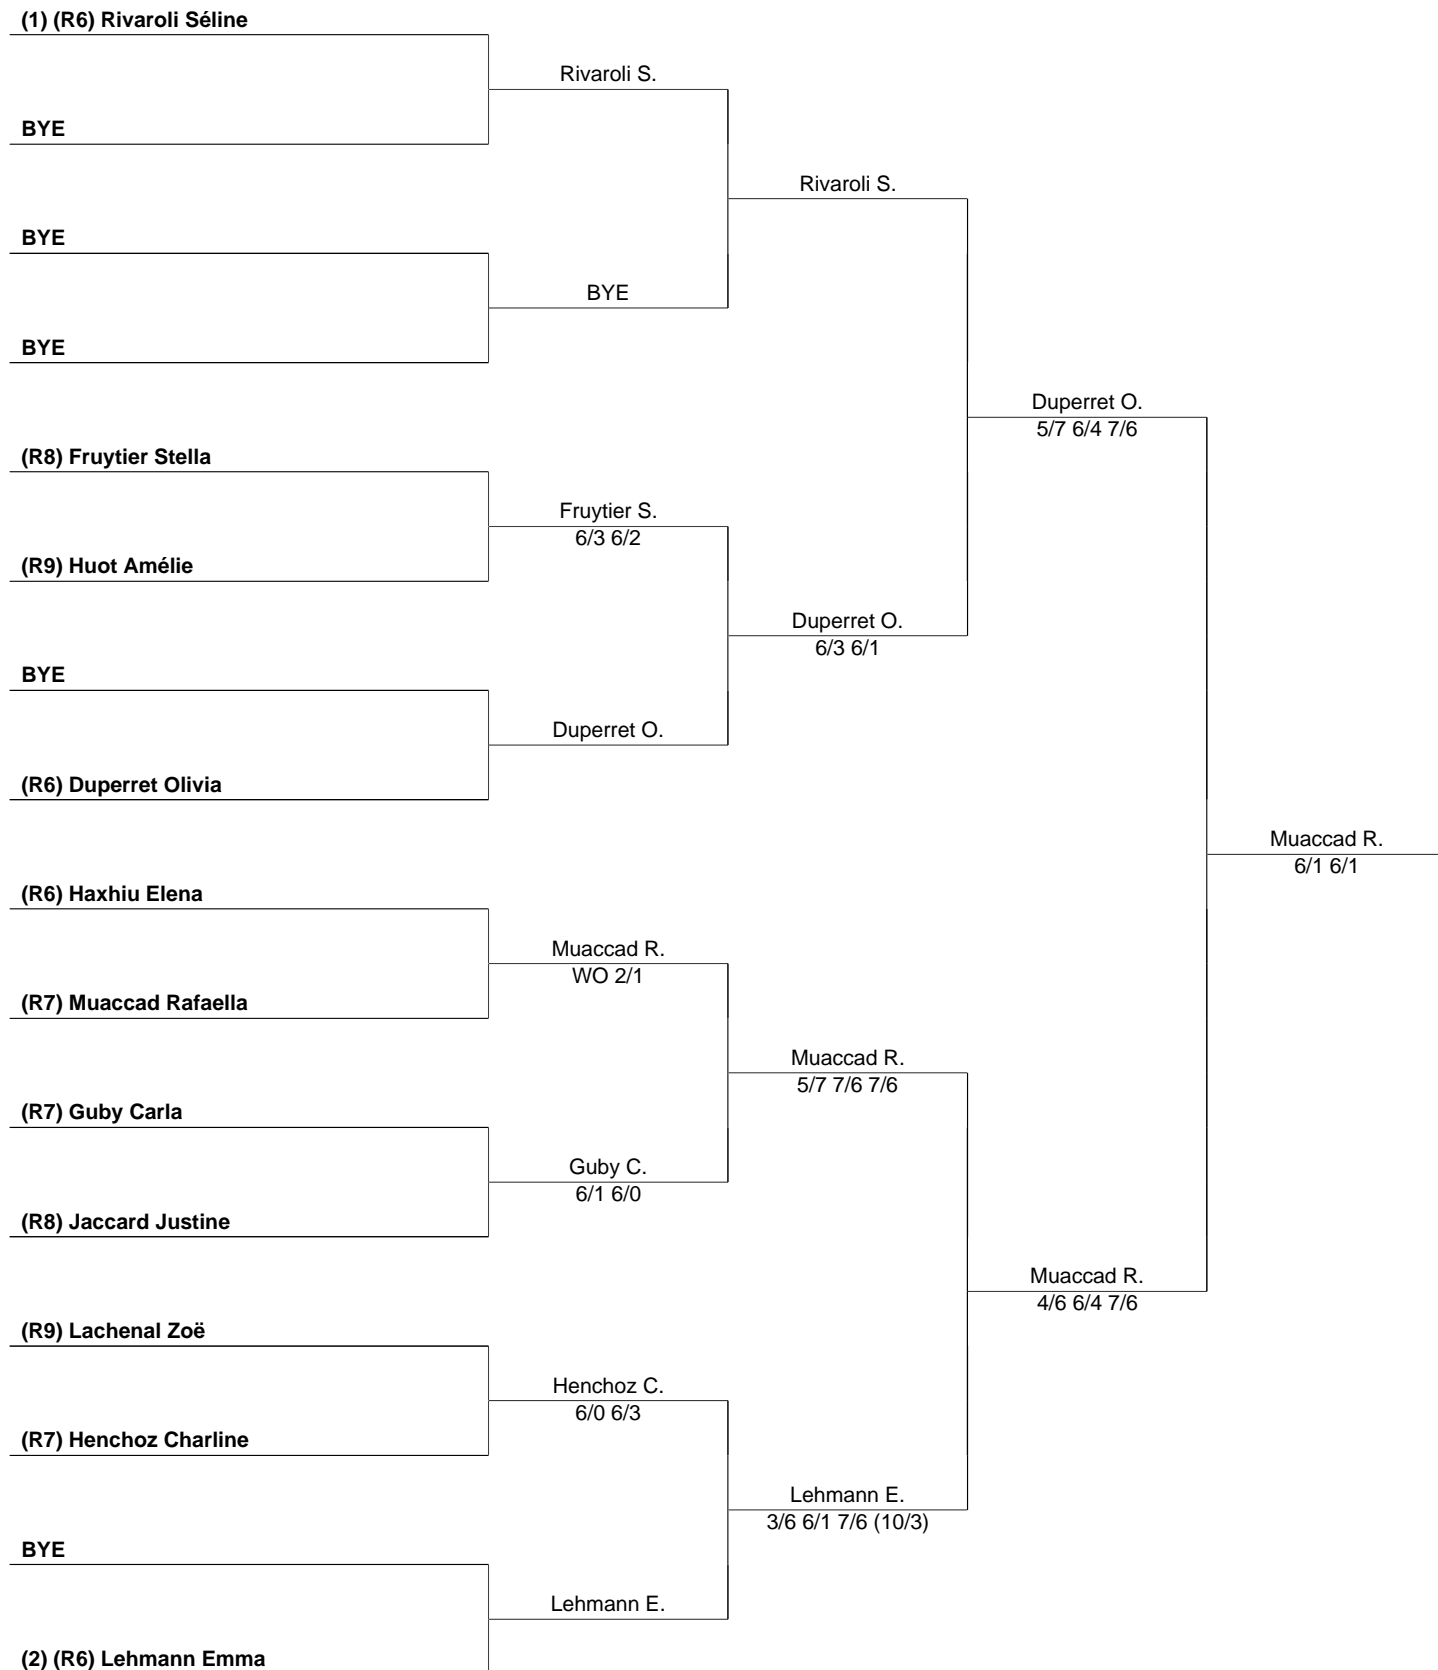 (1) (R6) Rivaroli Séline
Rivaroli S.
BYE
Rivaroli S.
BYE
BYE
BYE
Duperret O.
5/7 6/4 7/6
(R8) Fruytier Stella
Fruytier S.
6/3 6/2
(R9) Huot Amélie
Duperret O.
6/3 6/1
BYE
Duperret O.
(R6) Duperret Olivia
Muaccad R.
6/1 6/1
(R6) Haxhiu Elena
Muaccad R.
WO 2/1
(R7) Muaccad Rafaella
Muaccad R.
5/7 7/6 7/6
(R7) Guby Carla
Guby C.
6/1 6/0
(R8) Jaccard Justine
Muaccad R.
4/6 6/4 7/6
(R9) Lachenal Zoë
Henchoz C.
6/0 6/3
(R7) Henchoz Charline
Lehmann E.
3/6 6/1 7/6 (10/3)
BYE
Lehmann E.
(2) (R6) Lehmann Emma